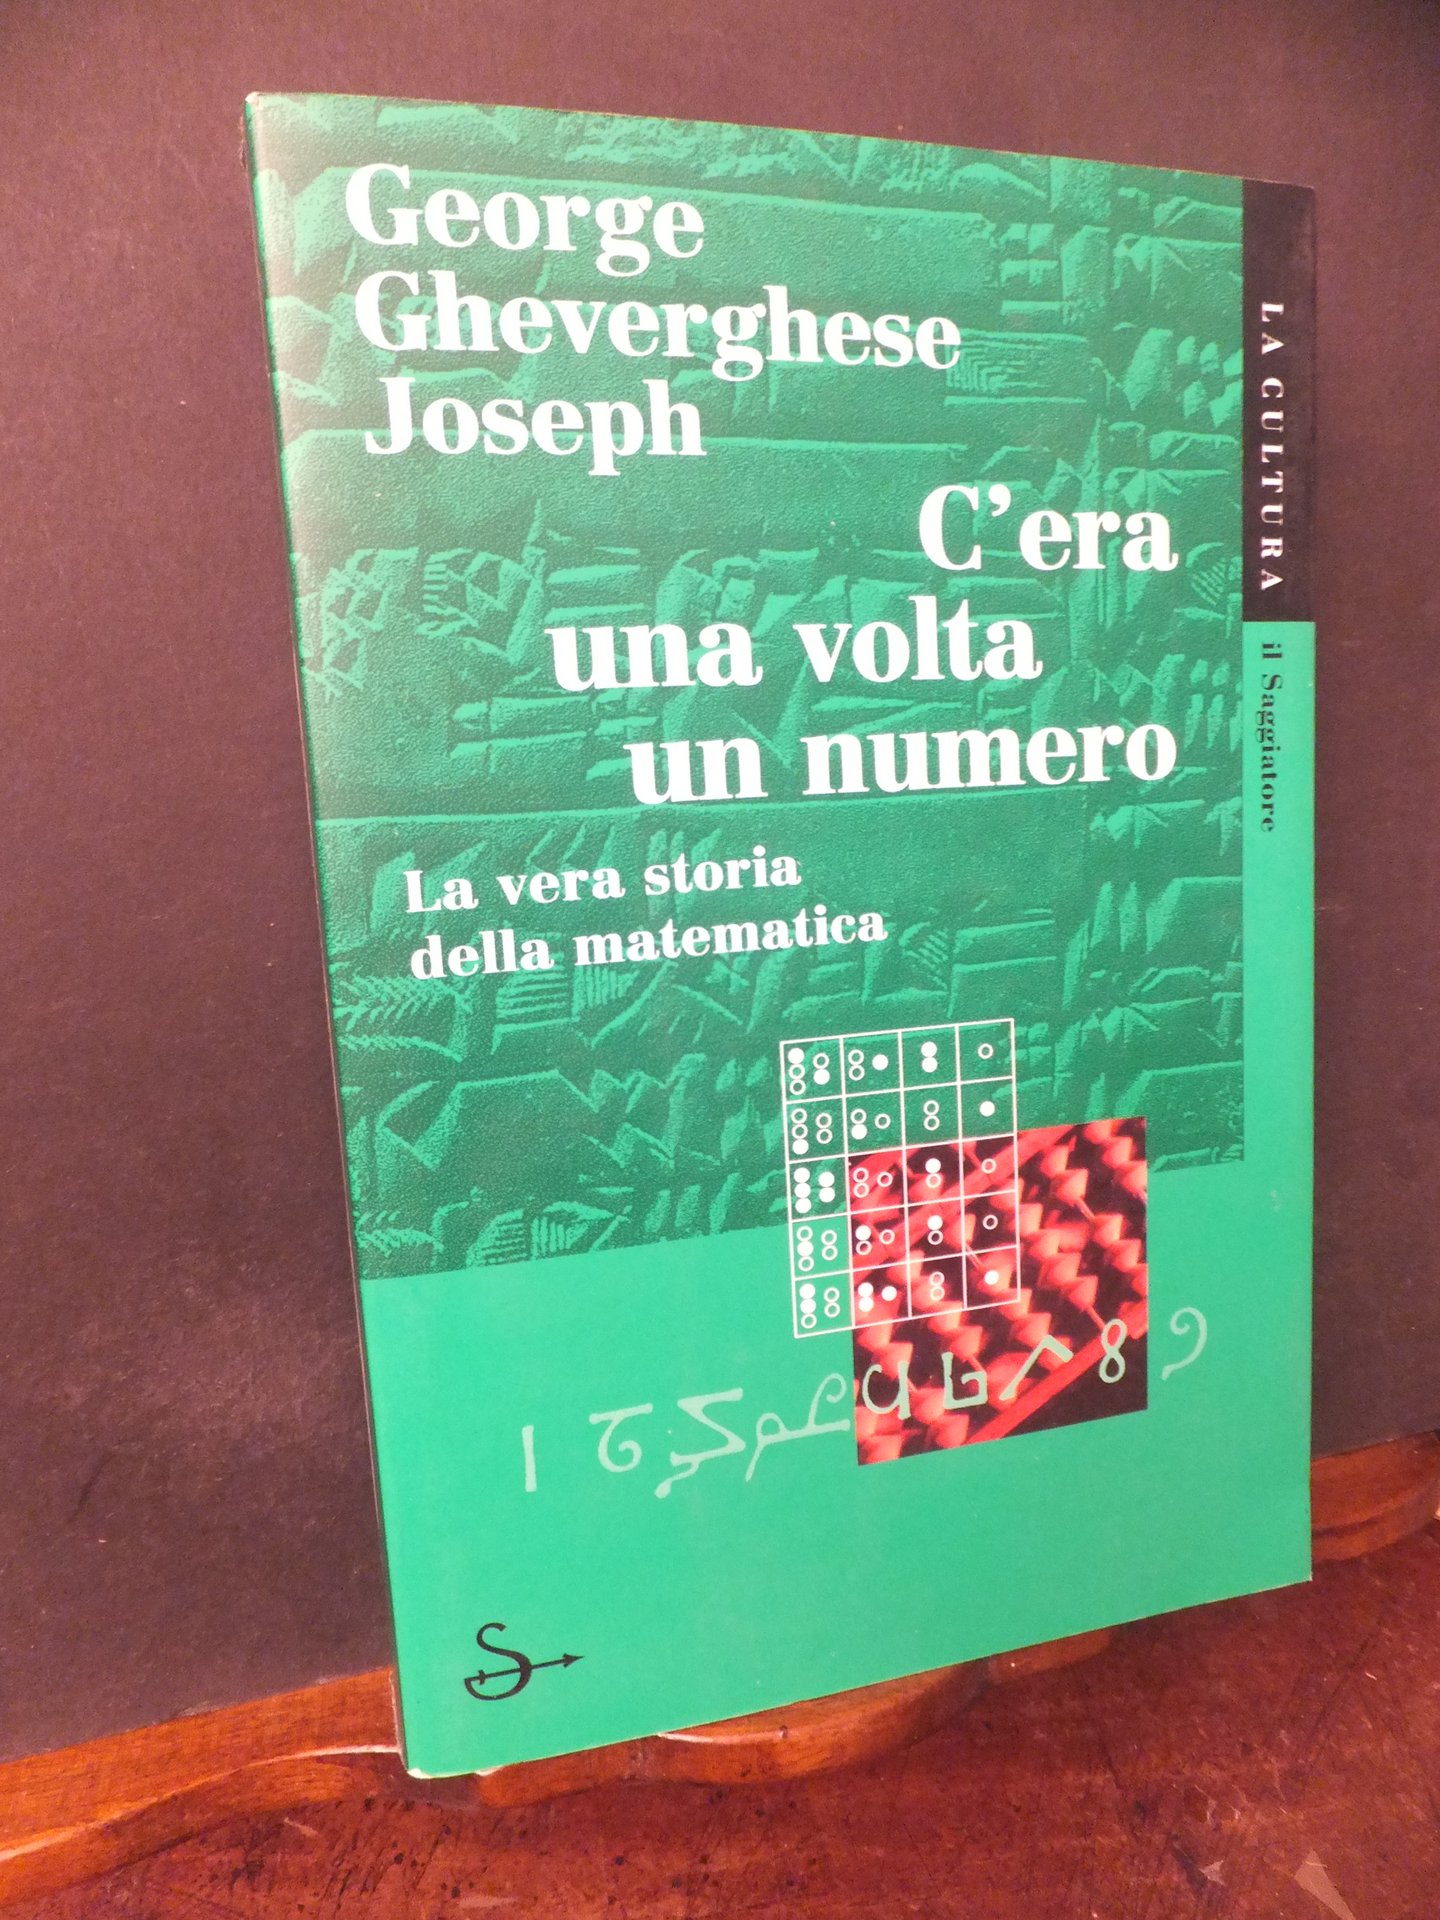 George
Gheverghese
Joseph
C'era
una volta
un numero
La vera storia
della matematica
LA CULTURA
il Saggiatore